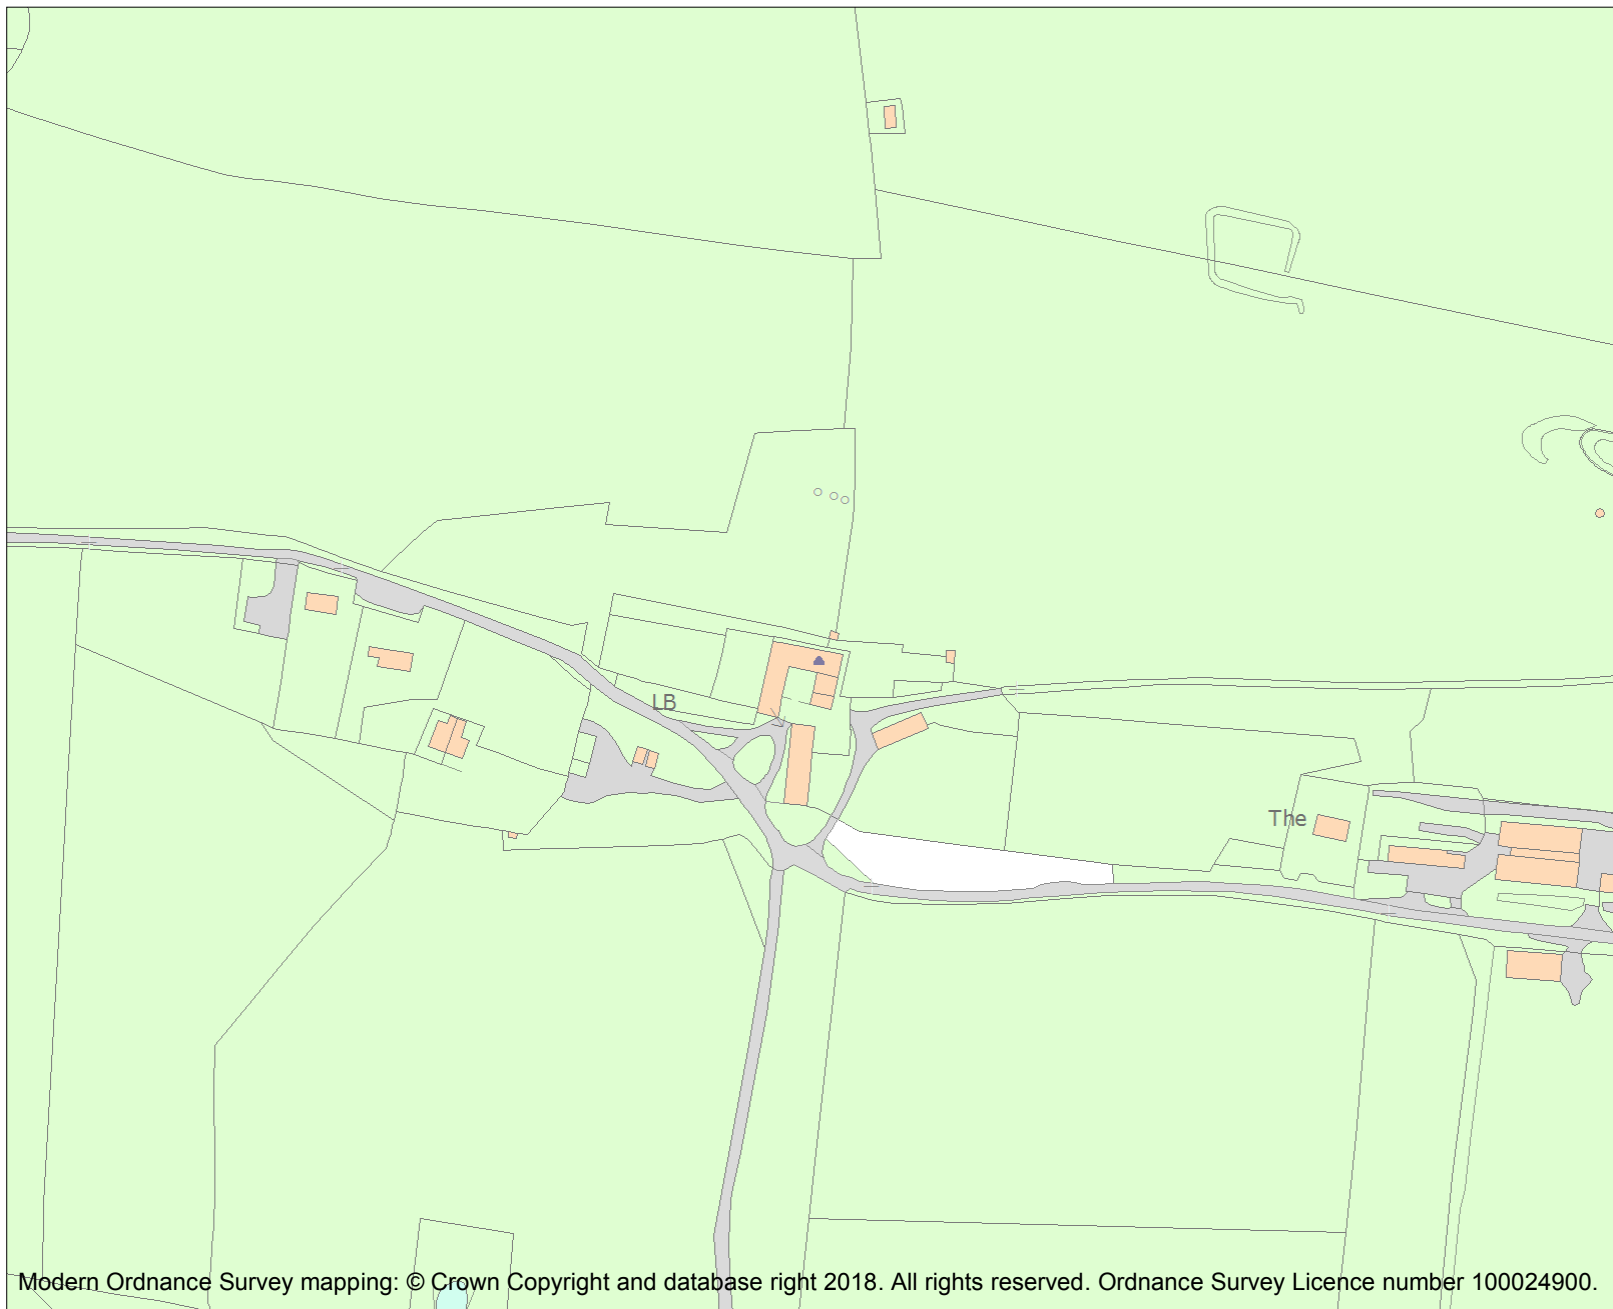 LB
The
Modern Ordnance Survey mapping: © Crown Copyright and database right 2018. All rights reserved. Ordnance Survey Licence number 100024900.